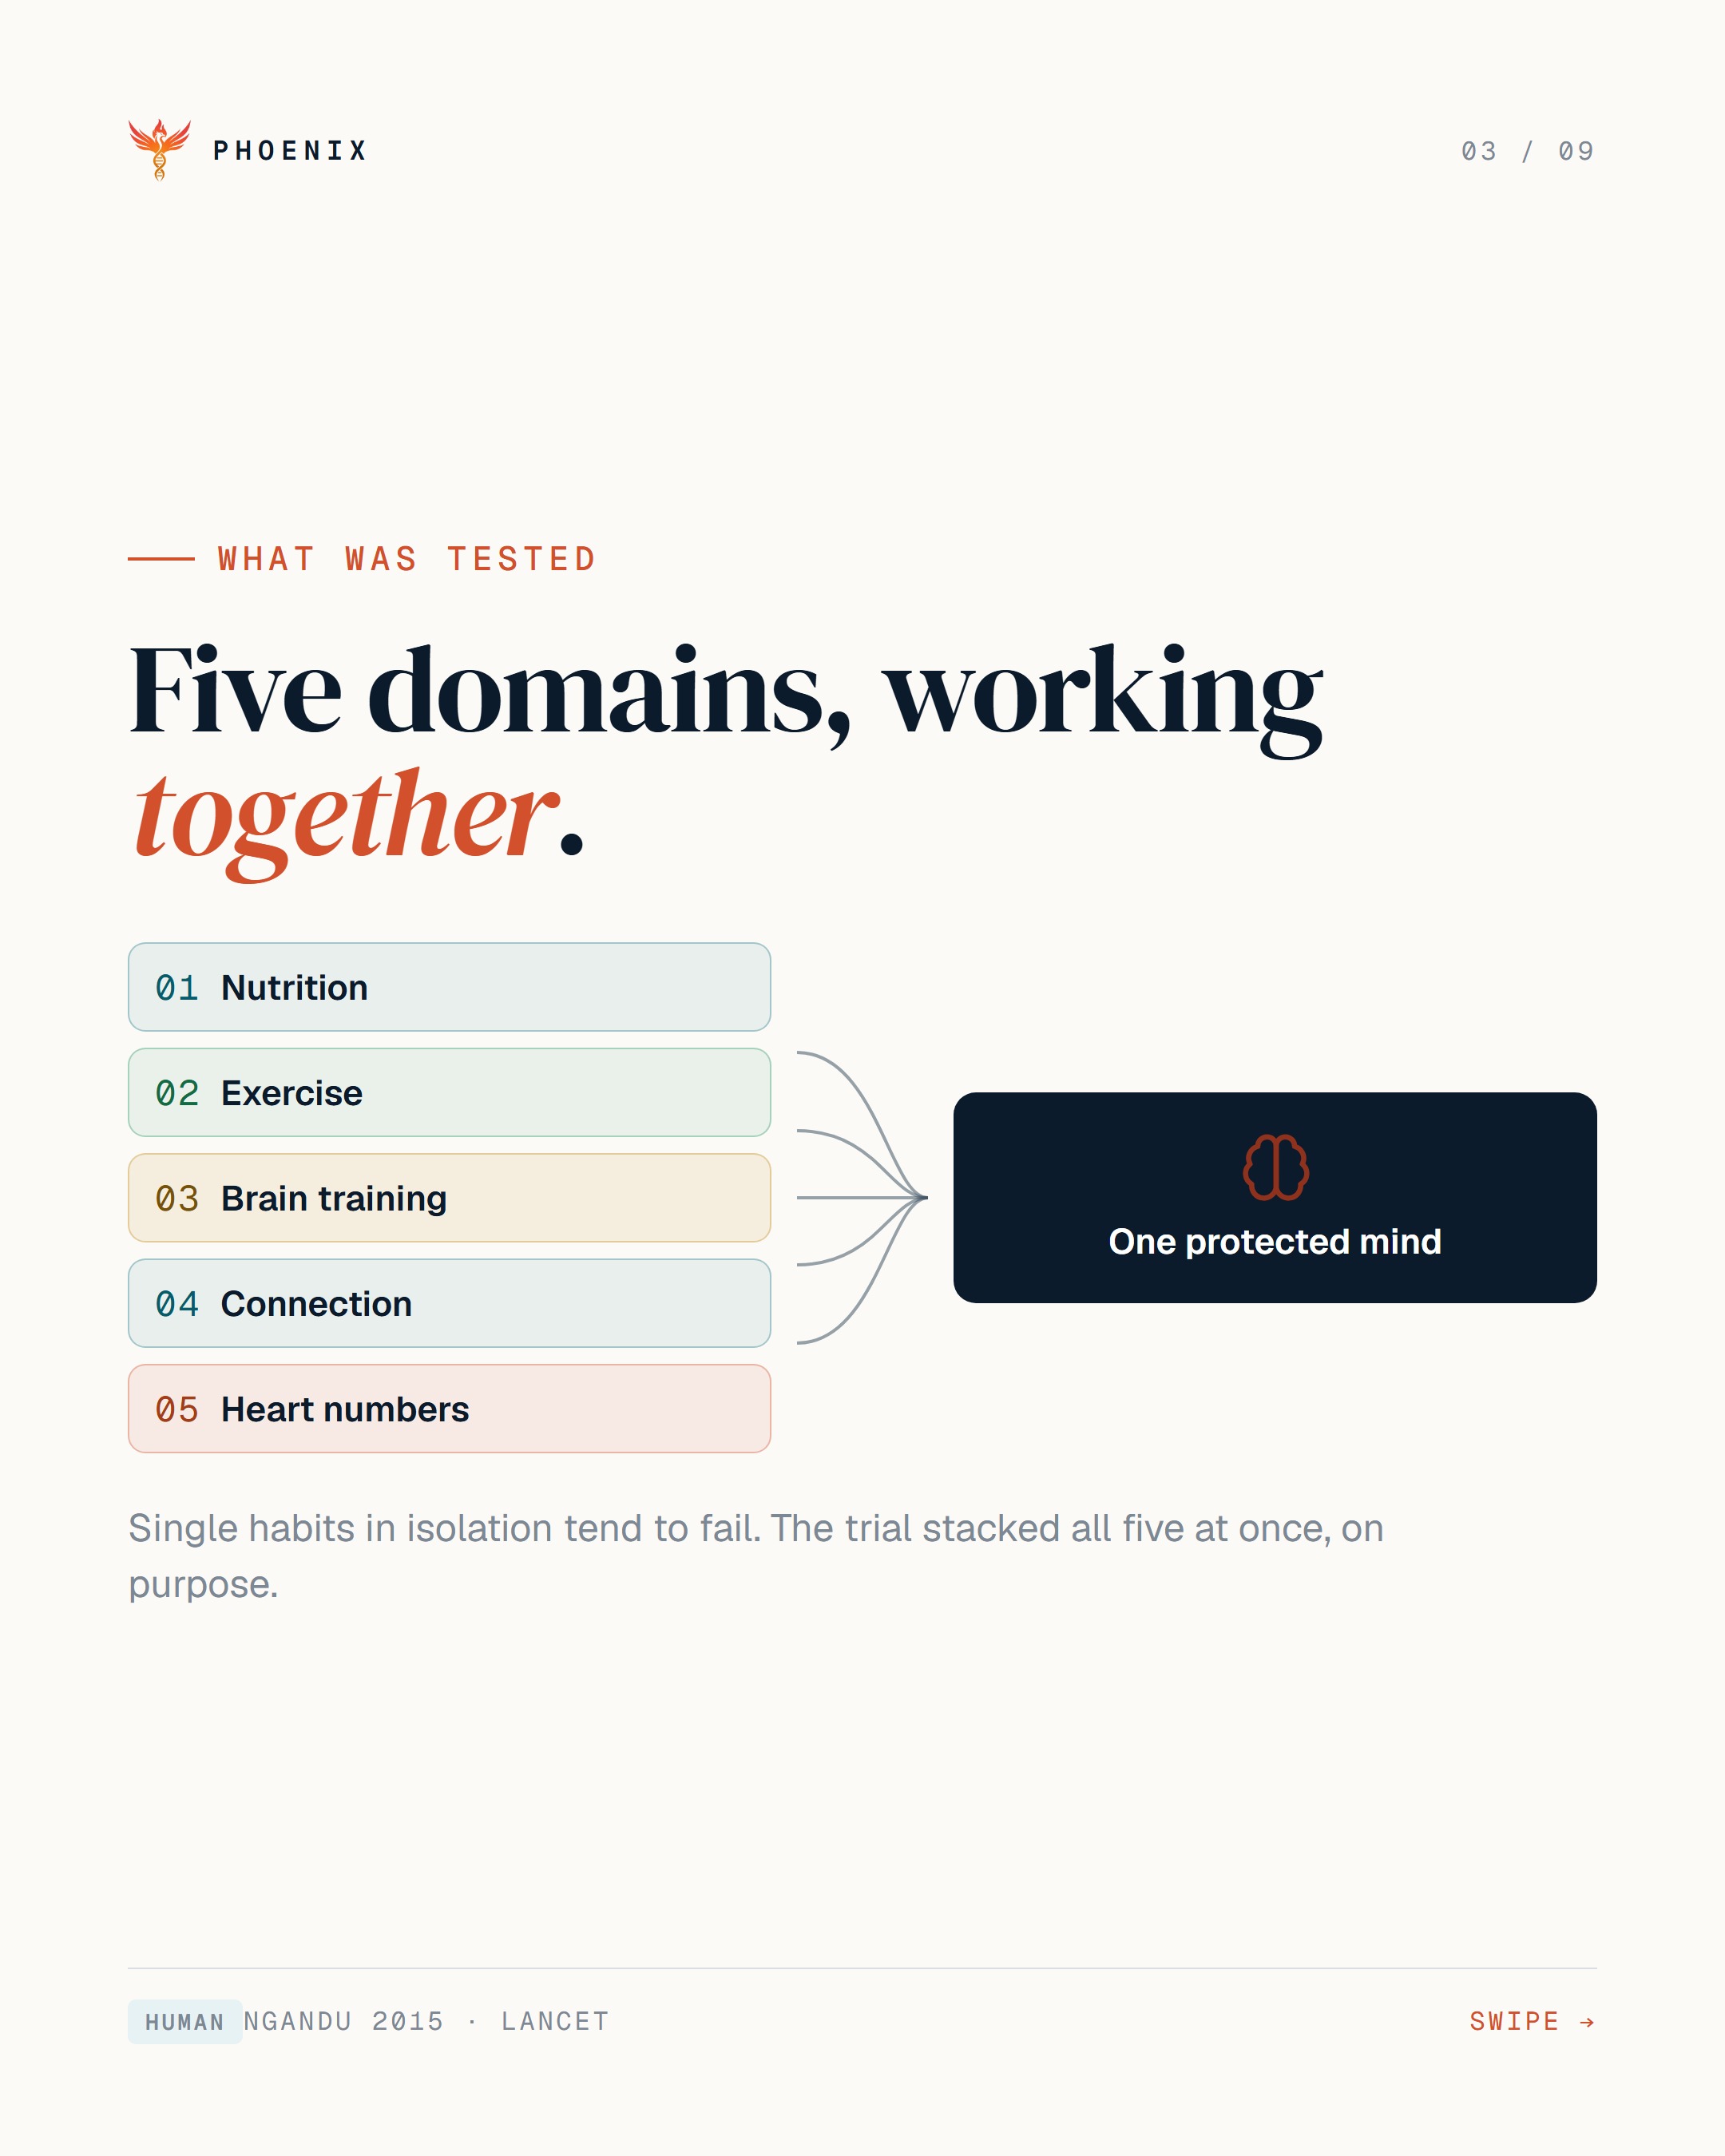 PHOENIX
03 / 09
WHAT WAS TESTED
Five domains, working
together.
01 Nutrition
02 Exercise
03 Brain training
04 Connection
05 Heart numbers
One protected mind
Single habits in isolation tend to fail. The trial stacked all five at once, on
purpose.
HUMAN NGANDU 2015 · LANCET
SWIPE →